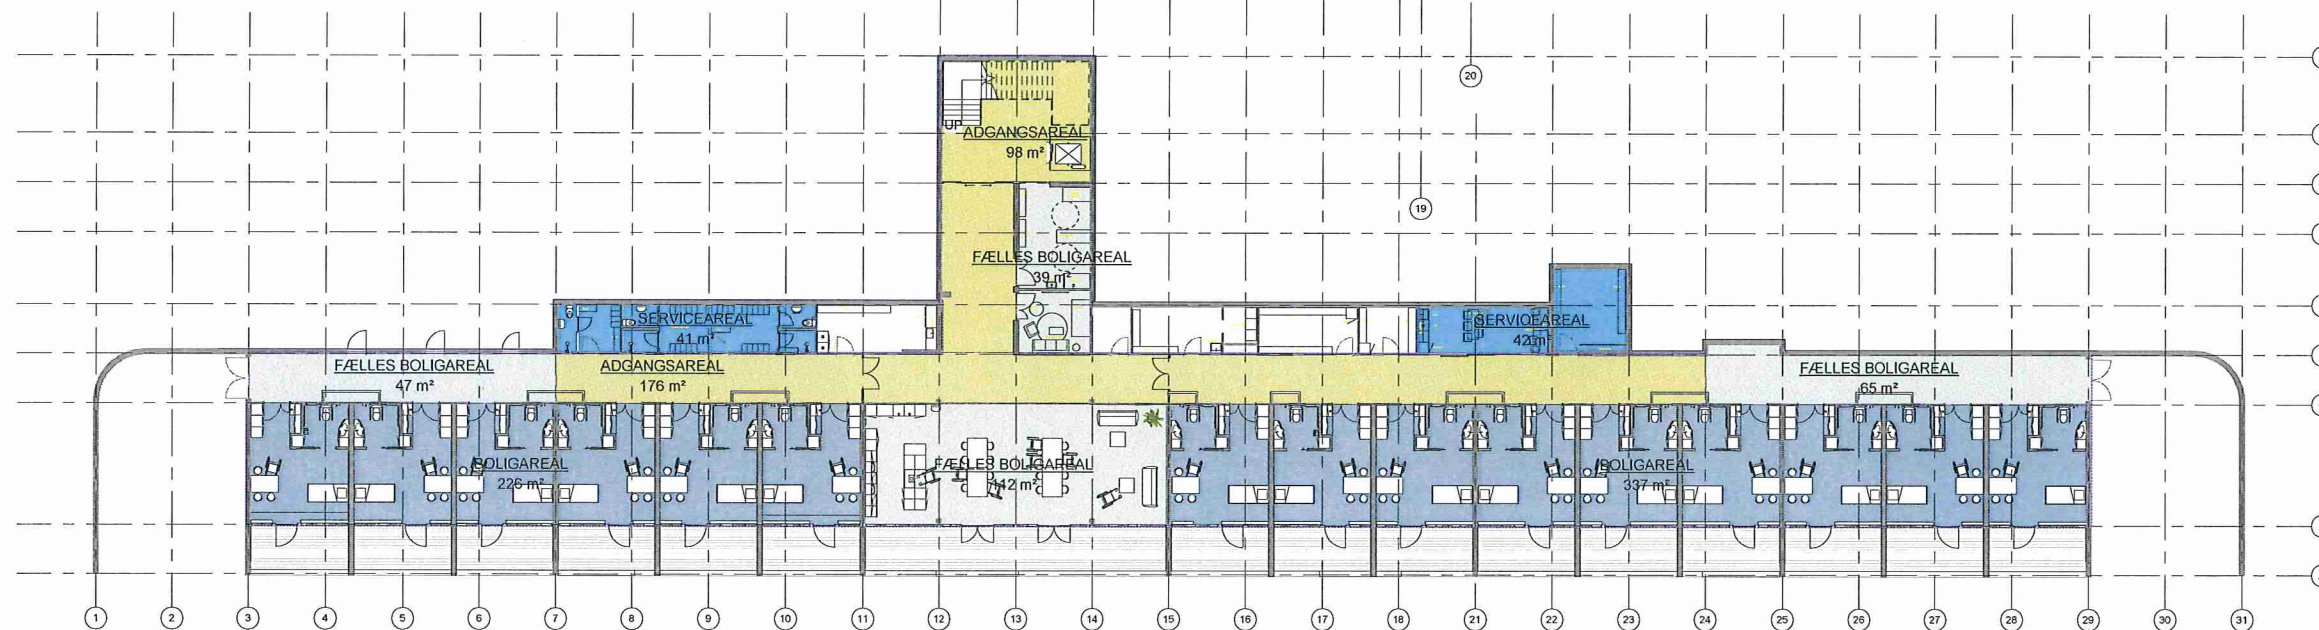 20
UP
ADGANGSAREAL
98 m²
19
FÆLLES BOLIGAREAL
39 m²
SERVICEAREAL
41 m²
SERVICEAREAL
42 m²
FÆLLES BOLIGAREAL
47 m²
ADGANGSAREAL
176 m²
FÆLLES BOLIGAREAL
65 m²
BOLIGAREAL
226 m²
FÆLLES BOLIGAREAL
112 m²
BOLIGAREAL
337 m²
1 2 3 4 5 6 7 8 9 10 11 12 13 14 15 16 17 18 21 22 23 24 25 26 27 28 29 30 31